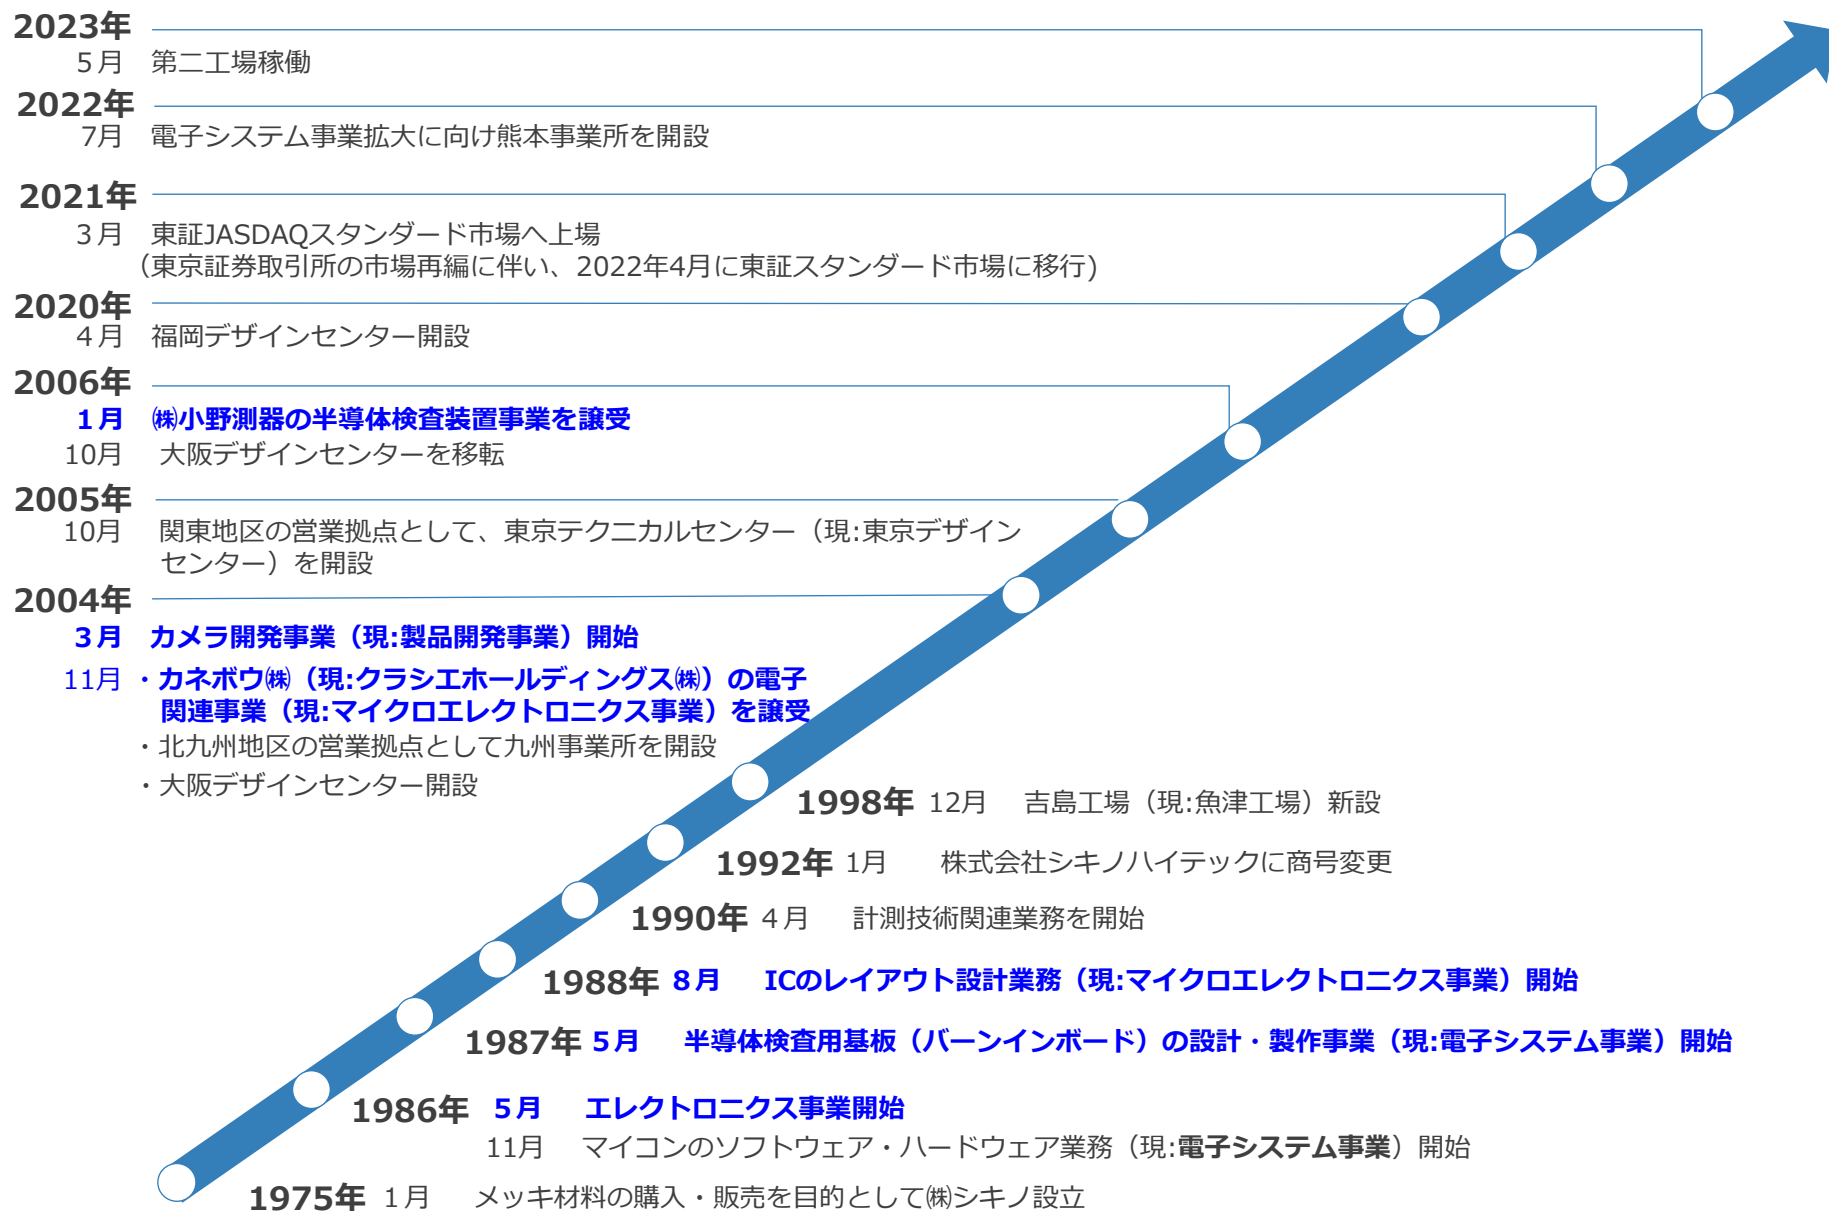 2023年
５月 第二工場稼働
2022年
7月 電子システム事業拡大に向け熊本事業所を開設
2021年
３月 東証JASDAQスタンダード市場へ上場
（東京証券取引所の市場再編に伴い、2022年4月に東証スタンダード市場に移行)
2020年
４月 福岡デザインセンター開設
2006年
１月 ㈱小野測器の半導体検査装置事業を譲受
10月 大阪デザインセンターを移転
2005年
10月 関東地区の営業拠点として、東京テクニカルセンター（現:東京デザイン
センター）を開設
2004年
３月 カメラ開発事業（現:製品開発事業）開始
11月 ・カネボウ㈱（現:クラシエホールディングス㈱）の電子
関連事業（現:マイクロエレクトロニクス事業）を譲受
・北九州地区の営業拠点として九州事業所を開設
・大阪デザインセンター開設
1998年 12月 吉島工場（現:魚津工場）新設
1992年 1月 株式会社シキノハイテックに商号変更
1990年 ４月 計測技術関連業務を開始
1988年 ８月 ICのレイアウト設計業務（現:マイクロエレクトロニクス事業）開始
1987年 ５月 半導体検査用基板（バーンインボード）の設計・製作事業（現:電子システム事業）開始
1986年 ５月 エレクトロニクス事業開始
11月 マイコンのソフトウェア・ハードウェア業務（現:電子システム事業）開始
1975年 １月 メッキ材料の購入・販売を目的として㈱シキノ設立